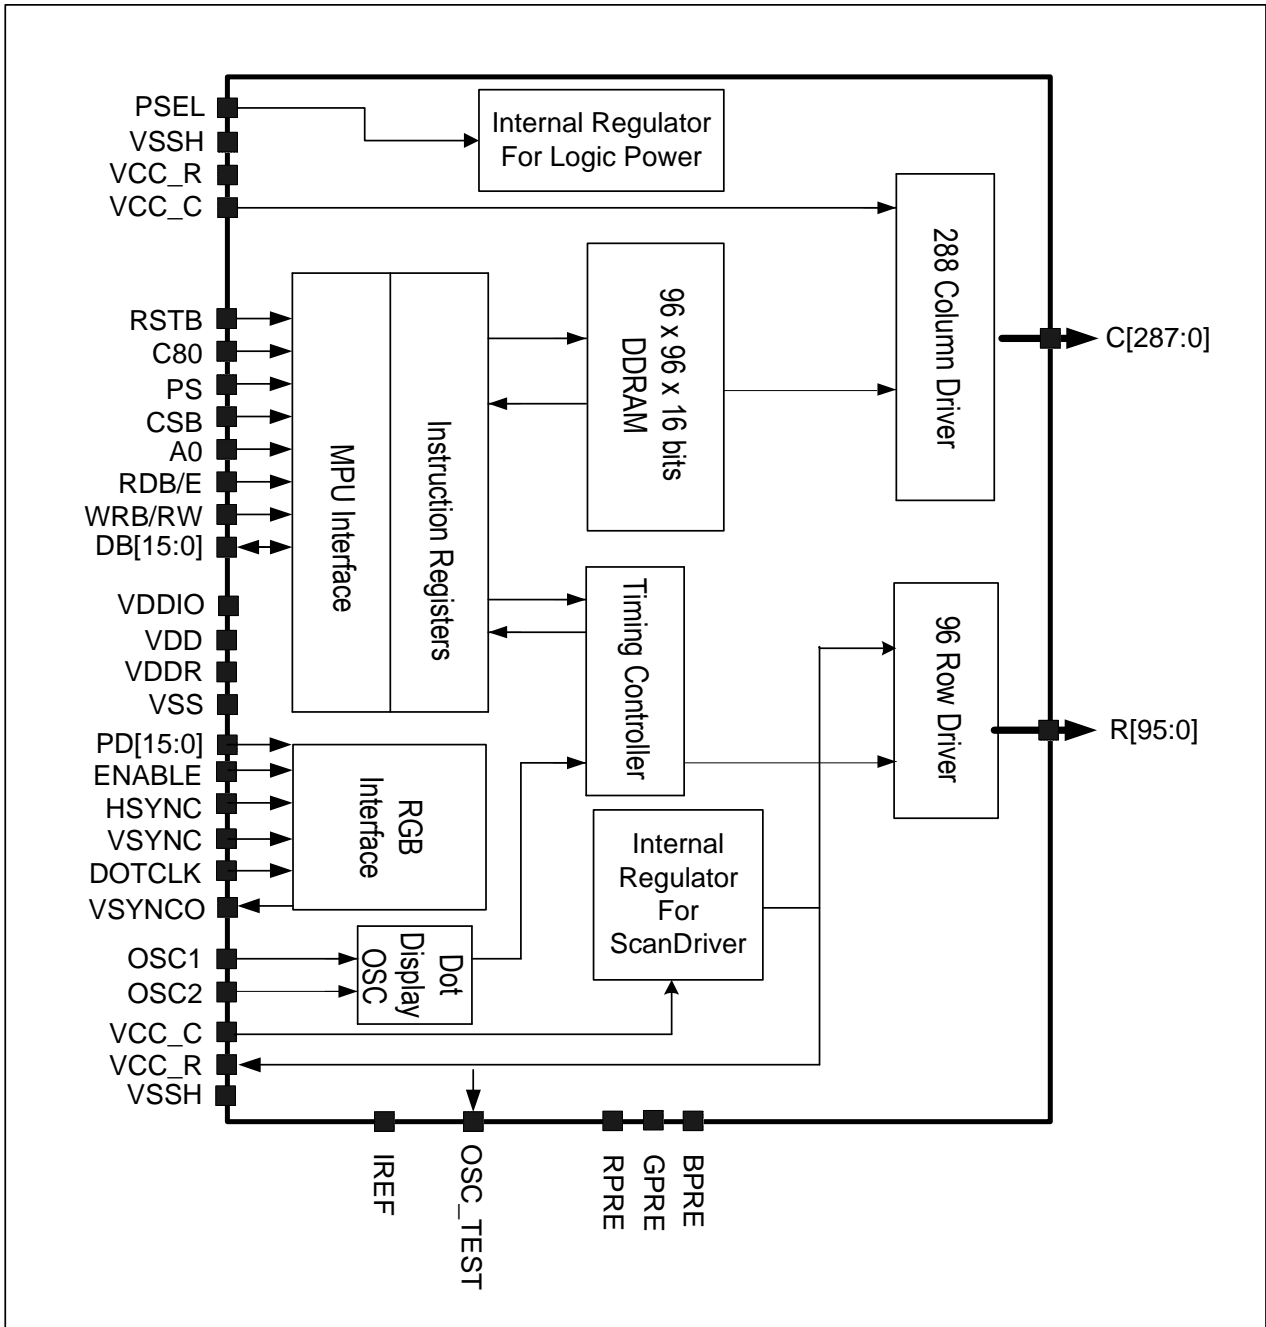 PSEL
VSSH
VCC_R
VCC_C
Internal Regulator
For Logic Power
288 Column Driver
C[287:0]
RSTB
C80
PS
CSB
A0
RDB/E
WRB/RW
DB[15:0]
MPU Interface
Instruction Registers
96 x 96 x 16 bits
DDRAM
VDDIO
VDD
VDDR
VSS
Timing Controller
96 Row Driver
R[95:0]
PD[15:0]
ENABLE
HSYNC
VSYNC
DOTCLK
VSYNCO
RGB
Interface
Internal
Regulator
For
ScanDriver
OSC1
OSC2
Dot
Display
OSC
VCC_C
VCC_R
VSSH
IREF
OSC_TEST
RPRE
GPRE
BPRE